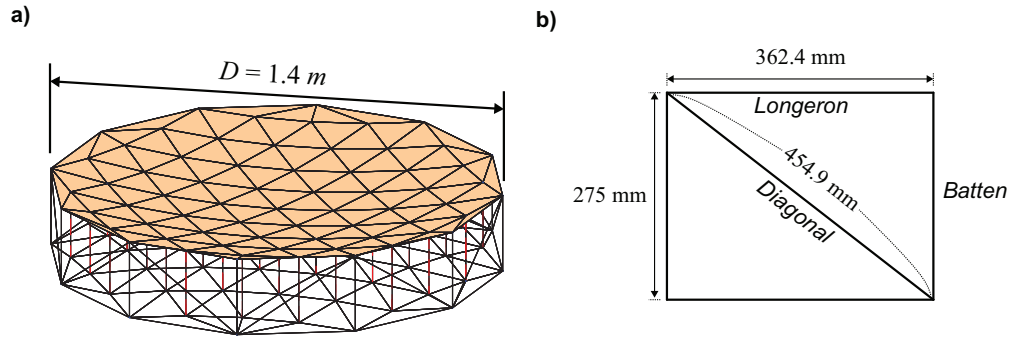 a)
D = 1.4 m
b)
362.4 mm
Longeron
454.9 mm
275 mm
Diagonal
Batten